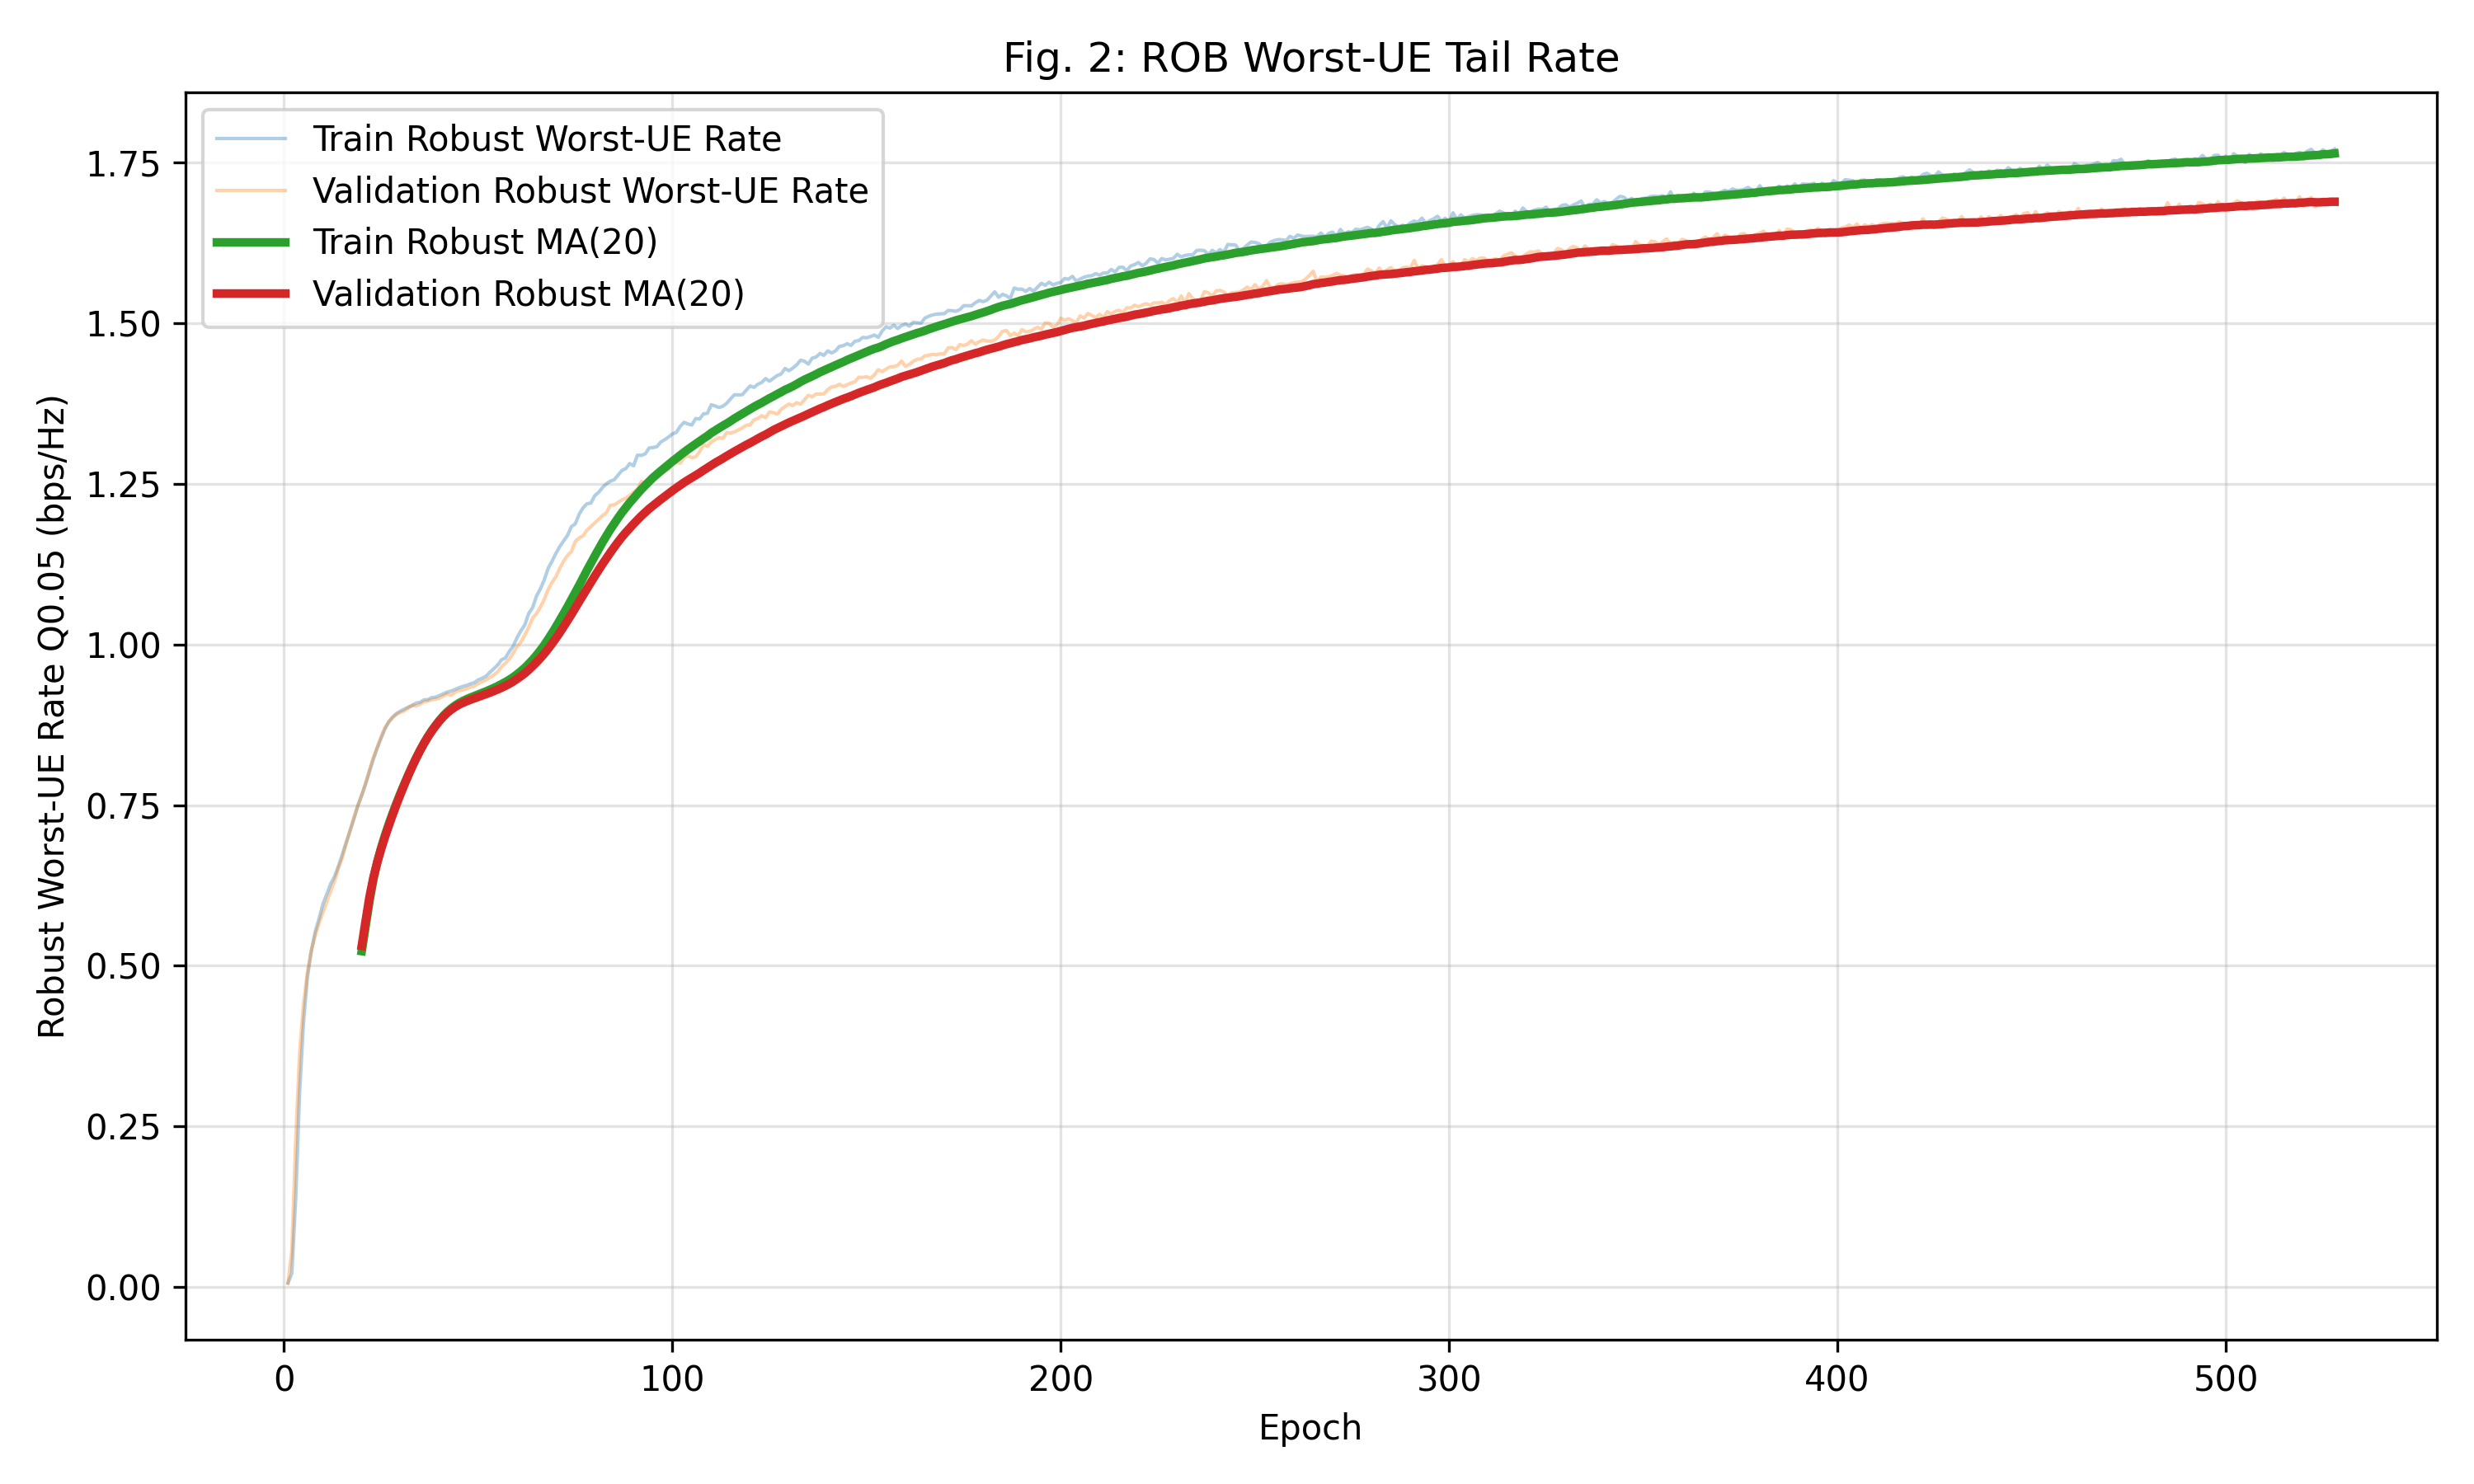 Fig. 2: ROB Worst-UE Tail Rate
Train Robust Worst-UE Rate
Validation Robust Worst-UE Rate
Train Robust MA(20)
Validation Robust MA(20)
Robust Worst-UE Rate Q0.05 (bps/Hz)
1.75
1.50
1.25
1.00
0.75
0.50
0.25
0.00
0 100 200 300 400 500
Epoch